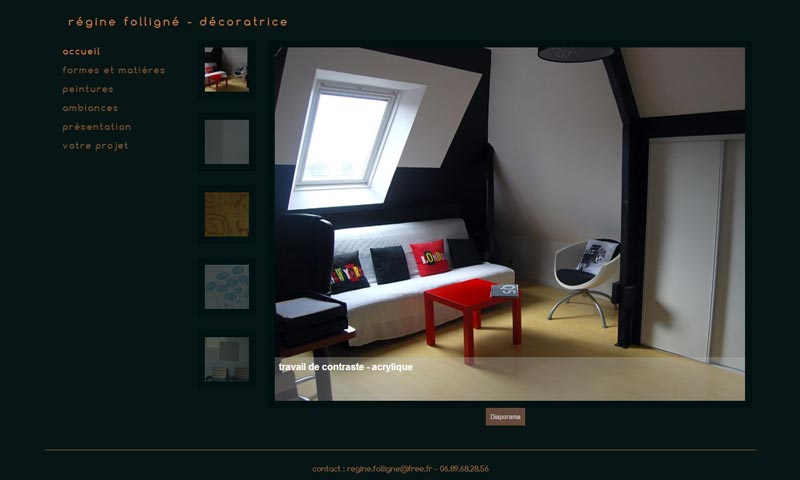 régine folligné - décoratrice
accueil
formes et matières
peintures
ambiances
présentation
votre projet
LONDO
travail de contraste - acrylique
Diaporama
contact : regine.folligne@free.fr - 06.89.68.28.56